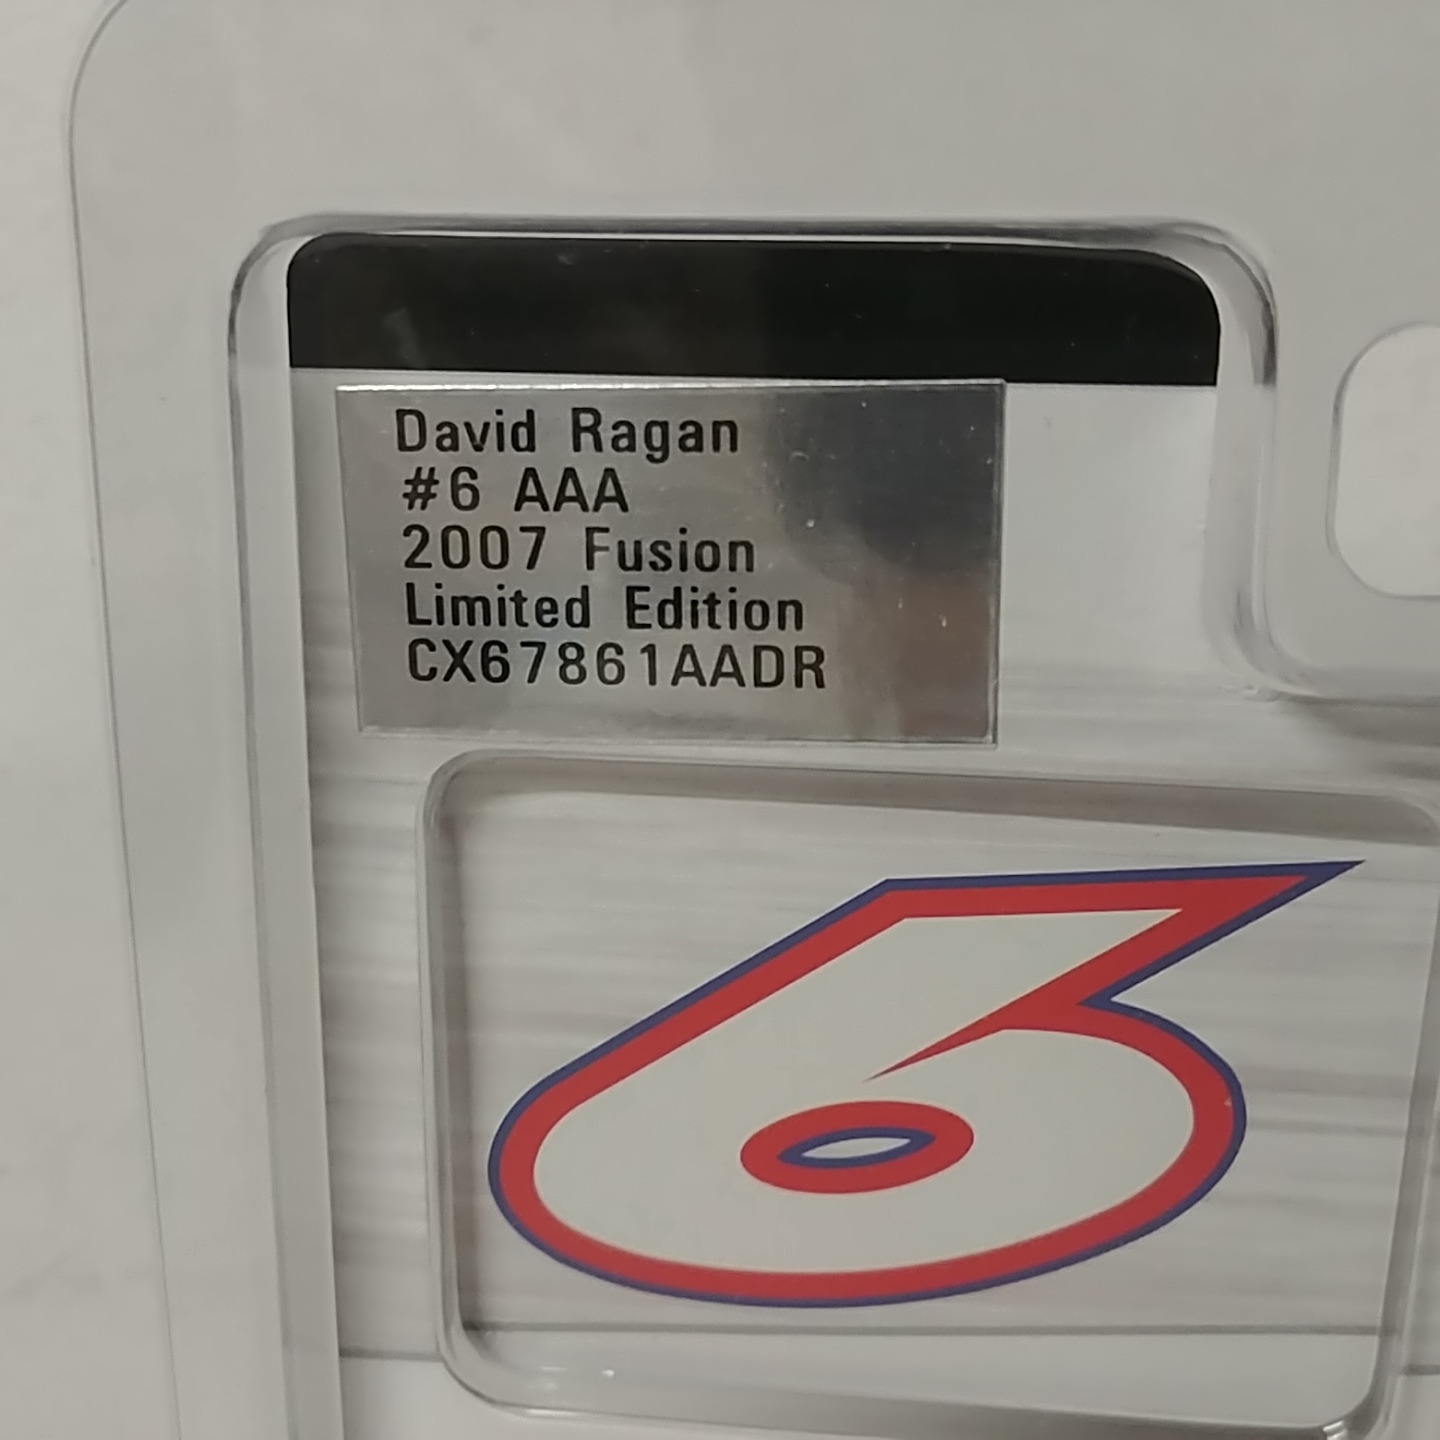 David Ragan
#6 AAA
2007 Fusion
Limited Edition
CX67861AADR
6